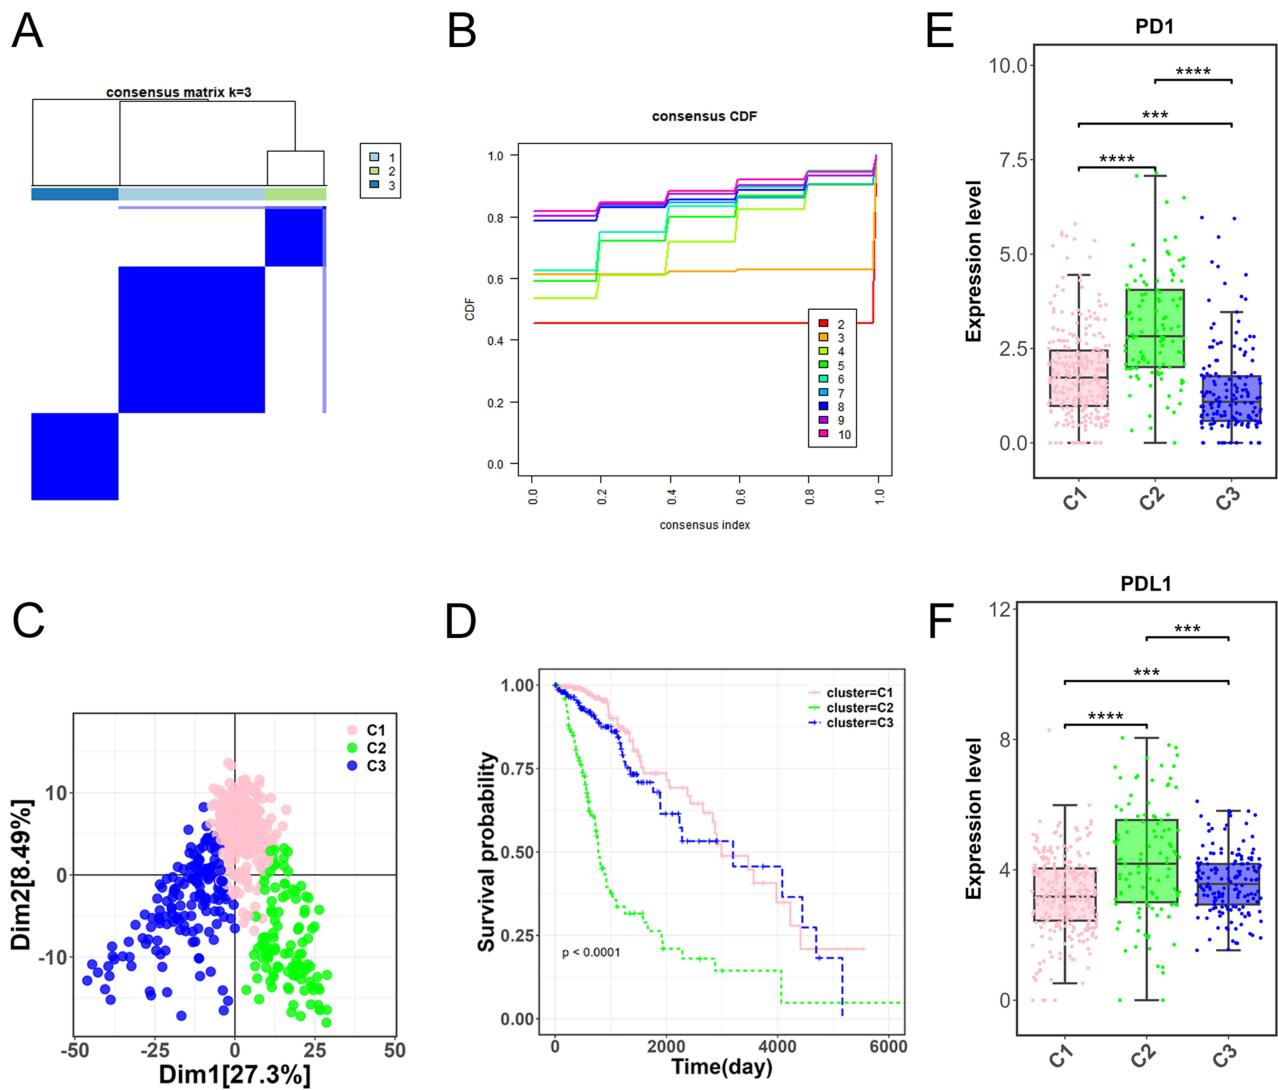 A
consensus matrix k=3
1
2
3
B
consensus CDF
CDF
1.0
0.8
0.6
0.4
0.2
0.0
2
3
4
5
6
7
8
9
10
0.0 0.2 0.4 0.6 0.8 1.0
consensus index
E
PD1
Expression level
10.0
7.5
5.0
2.5
0.0
****
***
****
C1 C2 C3
C
C1
C2
C3
Dim2[8.49%]
10
0
-10
-50 -25 0 25 50
Dim1[27.3%]
D
Survival probability
1.00
0.75
0.50
0.25
0.00
cluster=C1
cluster=C2
cluster=C3
p < 0.0001
0 2000 4000 6000
Time(day)
F
PDL1
Expression level
12
8
4
0
***
***
****
C1 C2 C3